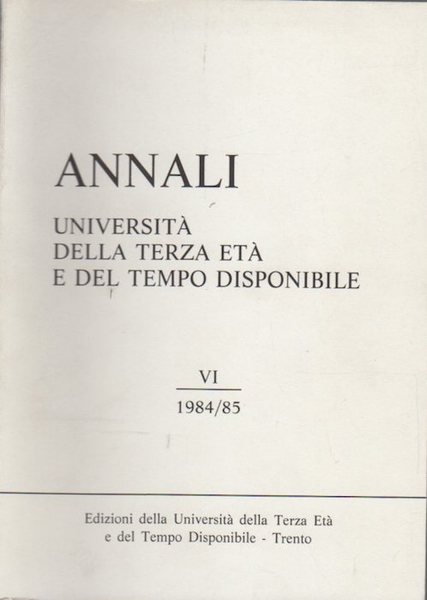 ANNALI
UNIVERSITÀ
DELLA TERZA ETÀ
E DEL TEMPO DISPONIBILE
VI
1984/85
Edizioni della Università della Terza Età
e del Tempo Disponibile - Trento